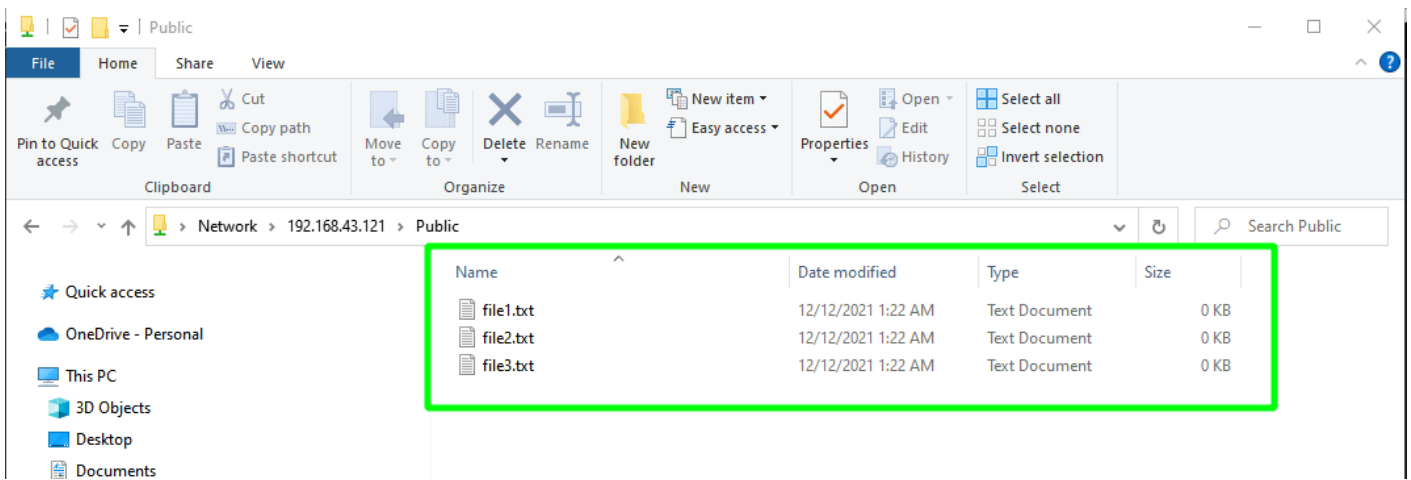 Public
File Home Share View
Pin to Quick access
Copy
Paste
Cut
Copy path
Paste shortcut
Clipboard
Move to
Copy to
Delete
Rename
Organize
New folder
New item
Easy access
New
Properties
Open
Edit
History
Open
Select all
Select none
Invert selection
Select
Network > 192.168.43.121 > Public
Search Public
Quick access
OneDrive - Personal
This PC
3D Objects
Desktop
Documents
Name Date modified Type Size
file1.txt 12/12/2021 1:22 AM Text Document 0 KB
file2.txt 12/12/2021 1:22 AM Text Document 0 KB
file3.txt 12/12/2021 1:22 AM Text Document 0 KB